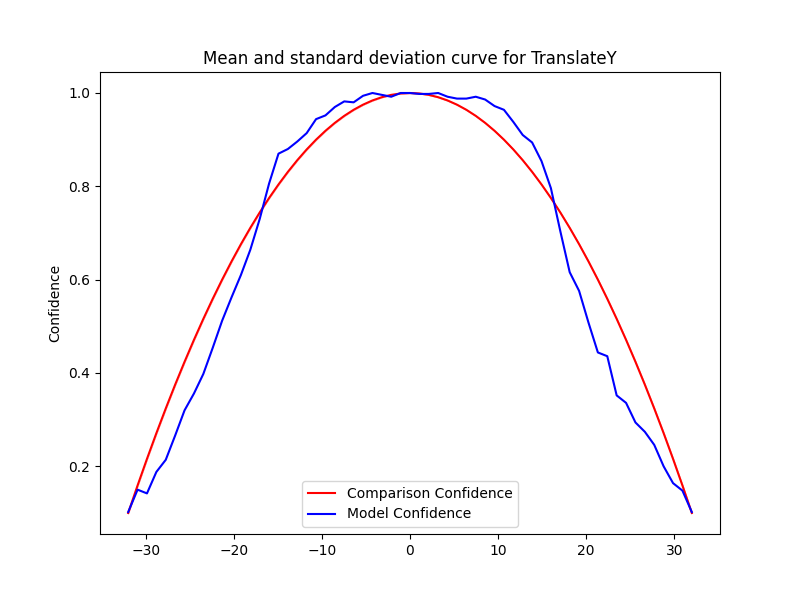 Mean and standard deviation curve for TranslateY
Confidence
1.0
0.8
0.6
0.4
0.2
Comparison Confidence
Model Confidence
−30 −20 −10 0 10 20 30